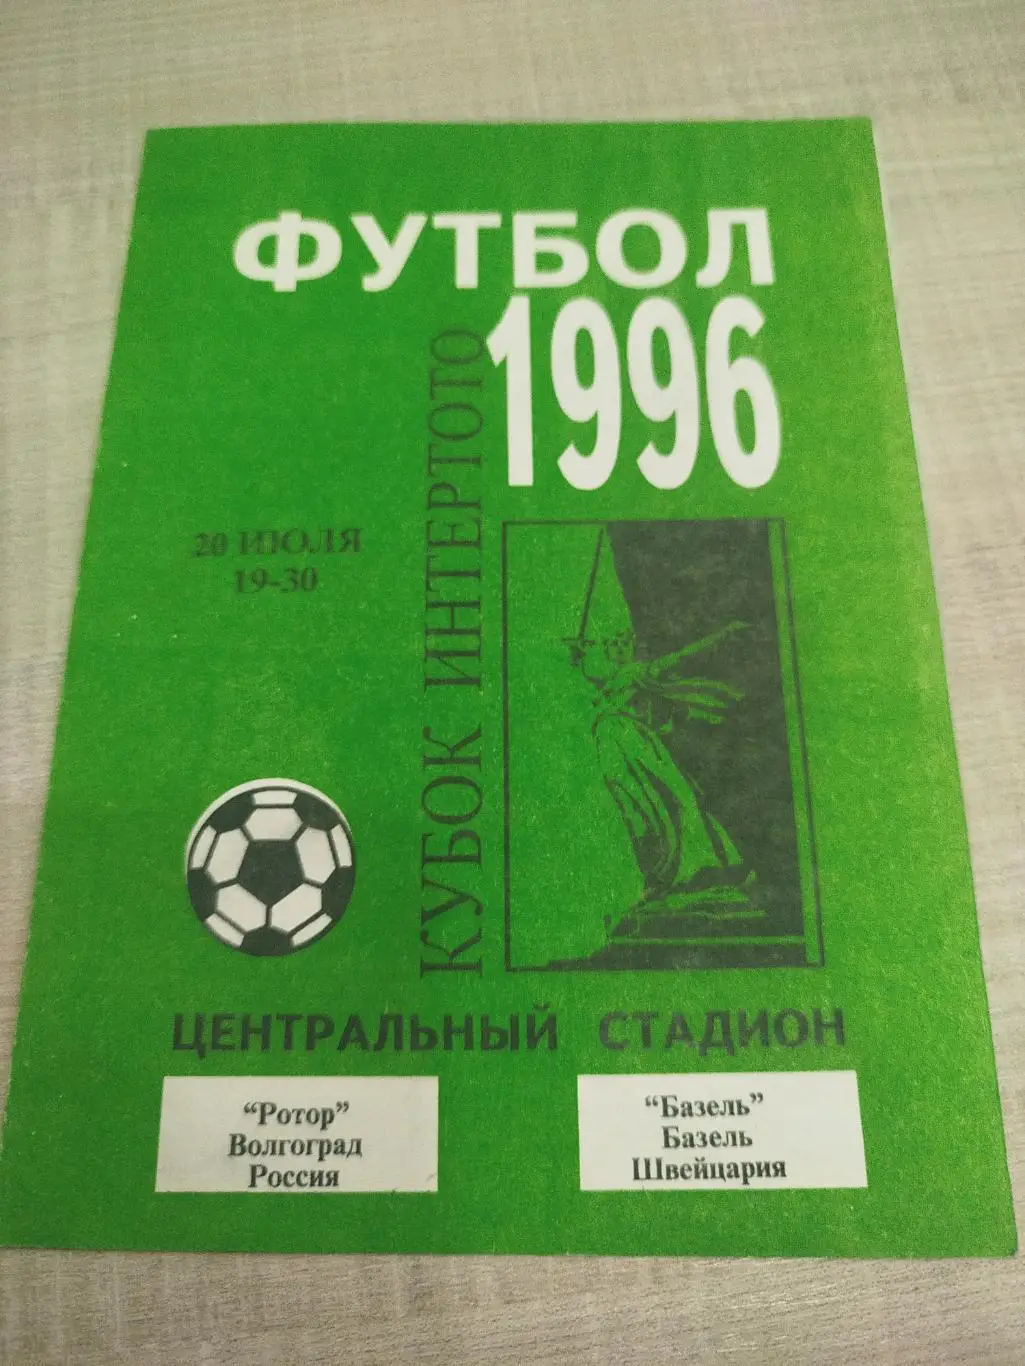 ФУТБОЛ
1996
КУБОК ИНТЕРТОТО
20 ИЮЛЯ
19-30
ЦЕНТРАЛЬНЫЙ СТАДИОН
"Ротор"
Волгоград
Россия
"Базель"
Базель
Швейцария